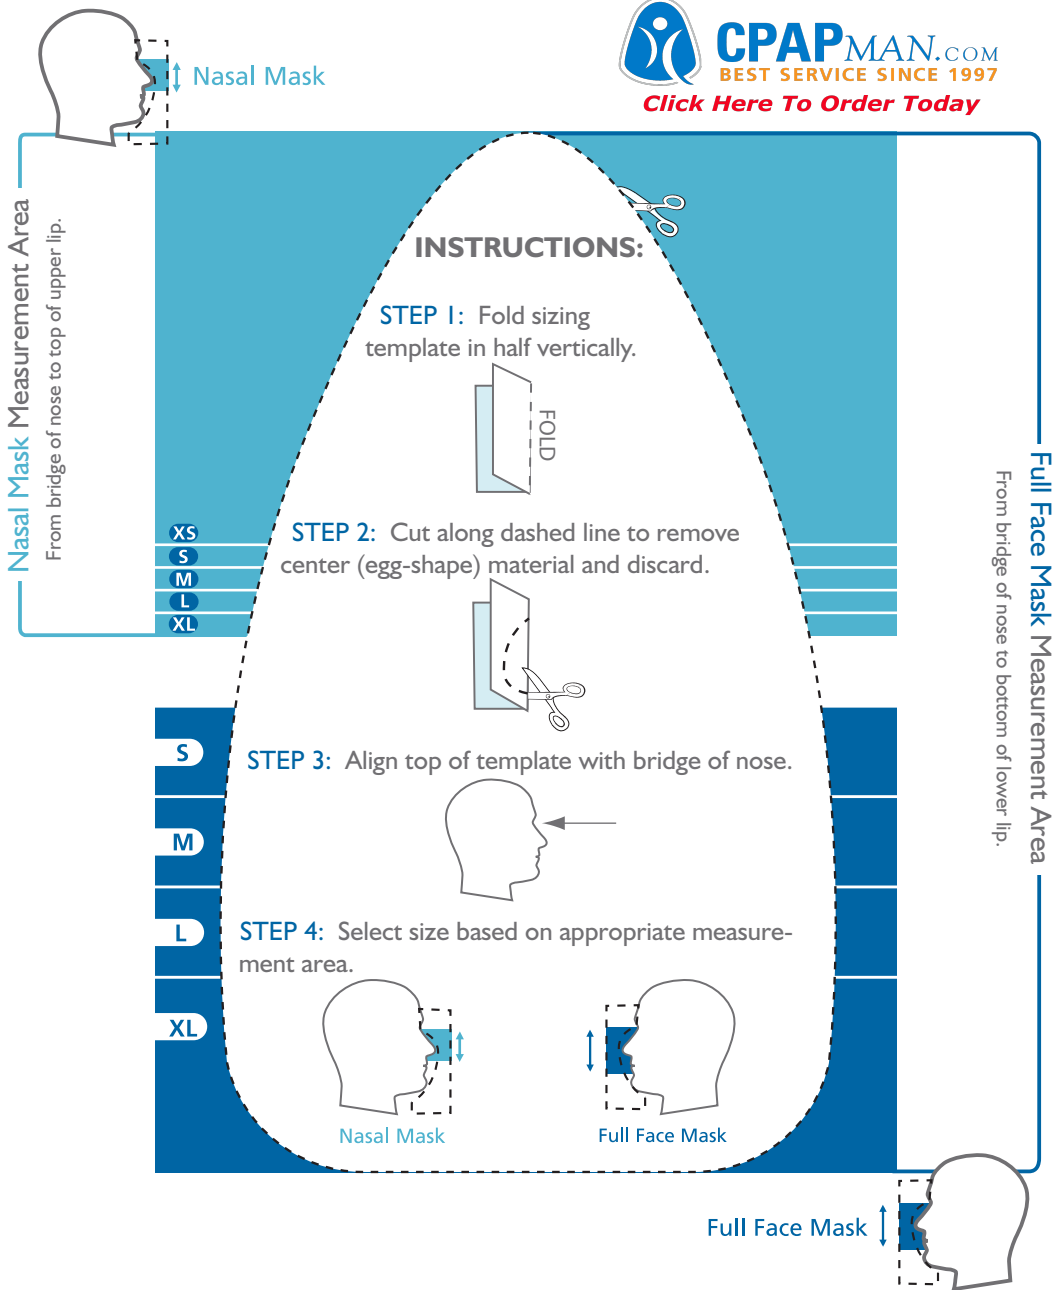 Nasal Mask
CPAPMAN.COM
BEST SERVICE SINCE 1997
Click Here To Order Today
Nasal Mask Measurement Area
From bridge of nose to top of upper lip.
INSTRUCTIONS:
STEP 1: Fold sizing
template in half vertically.
FOLD
STEP 2: Cut along dashed line to remove
center (egg-shape) material and discard.
XS
S
M
L
XL
Full Face Mask Measurement Area
From bridge of nose to bottom of lower lip.
STEP 3: Align top of template with bridge of nose.
S
M
L
XL
STEP 4: Select size based on appropriate measure-
ment area.
Nasal Mask
Full Face Mask
Full Face Mask